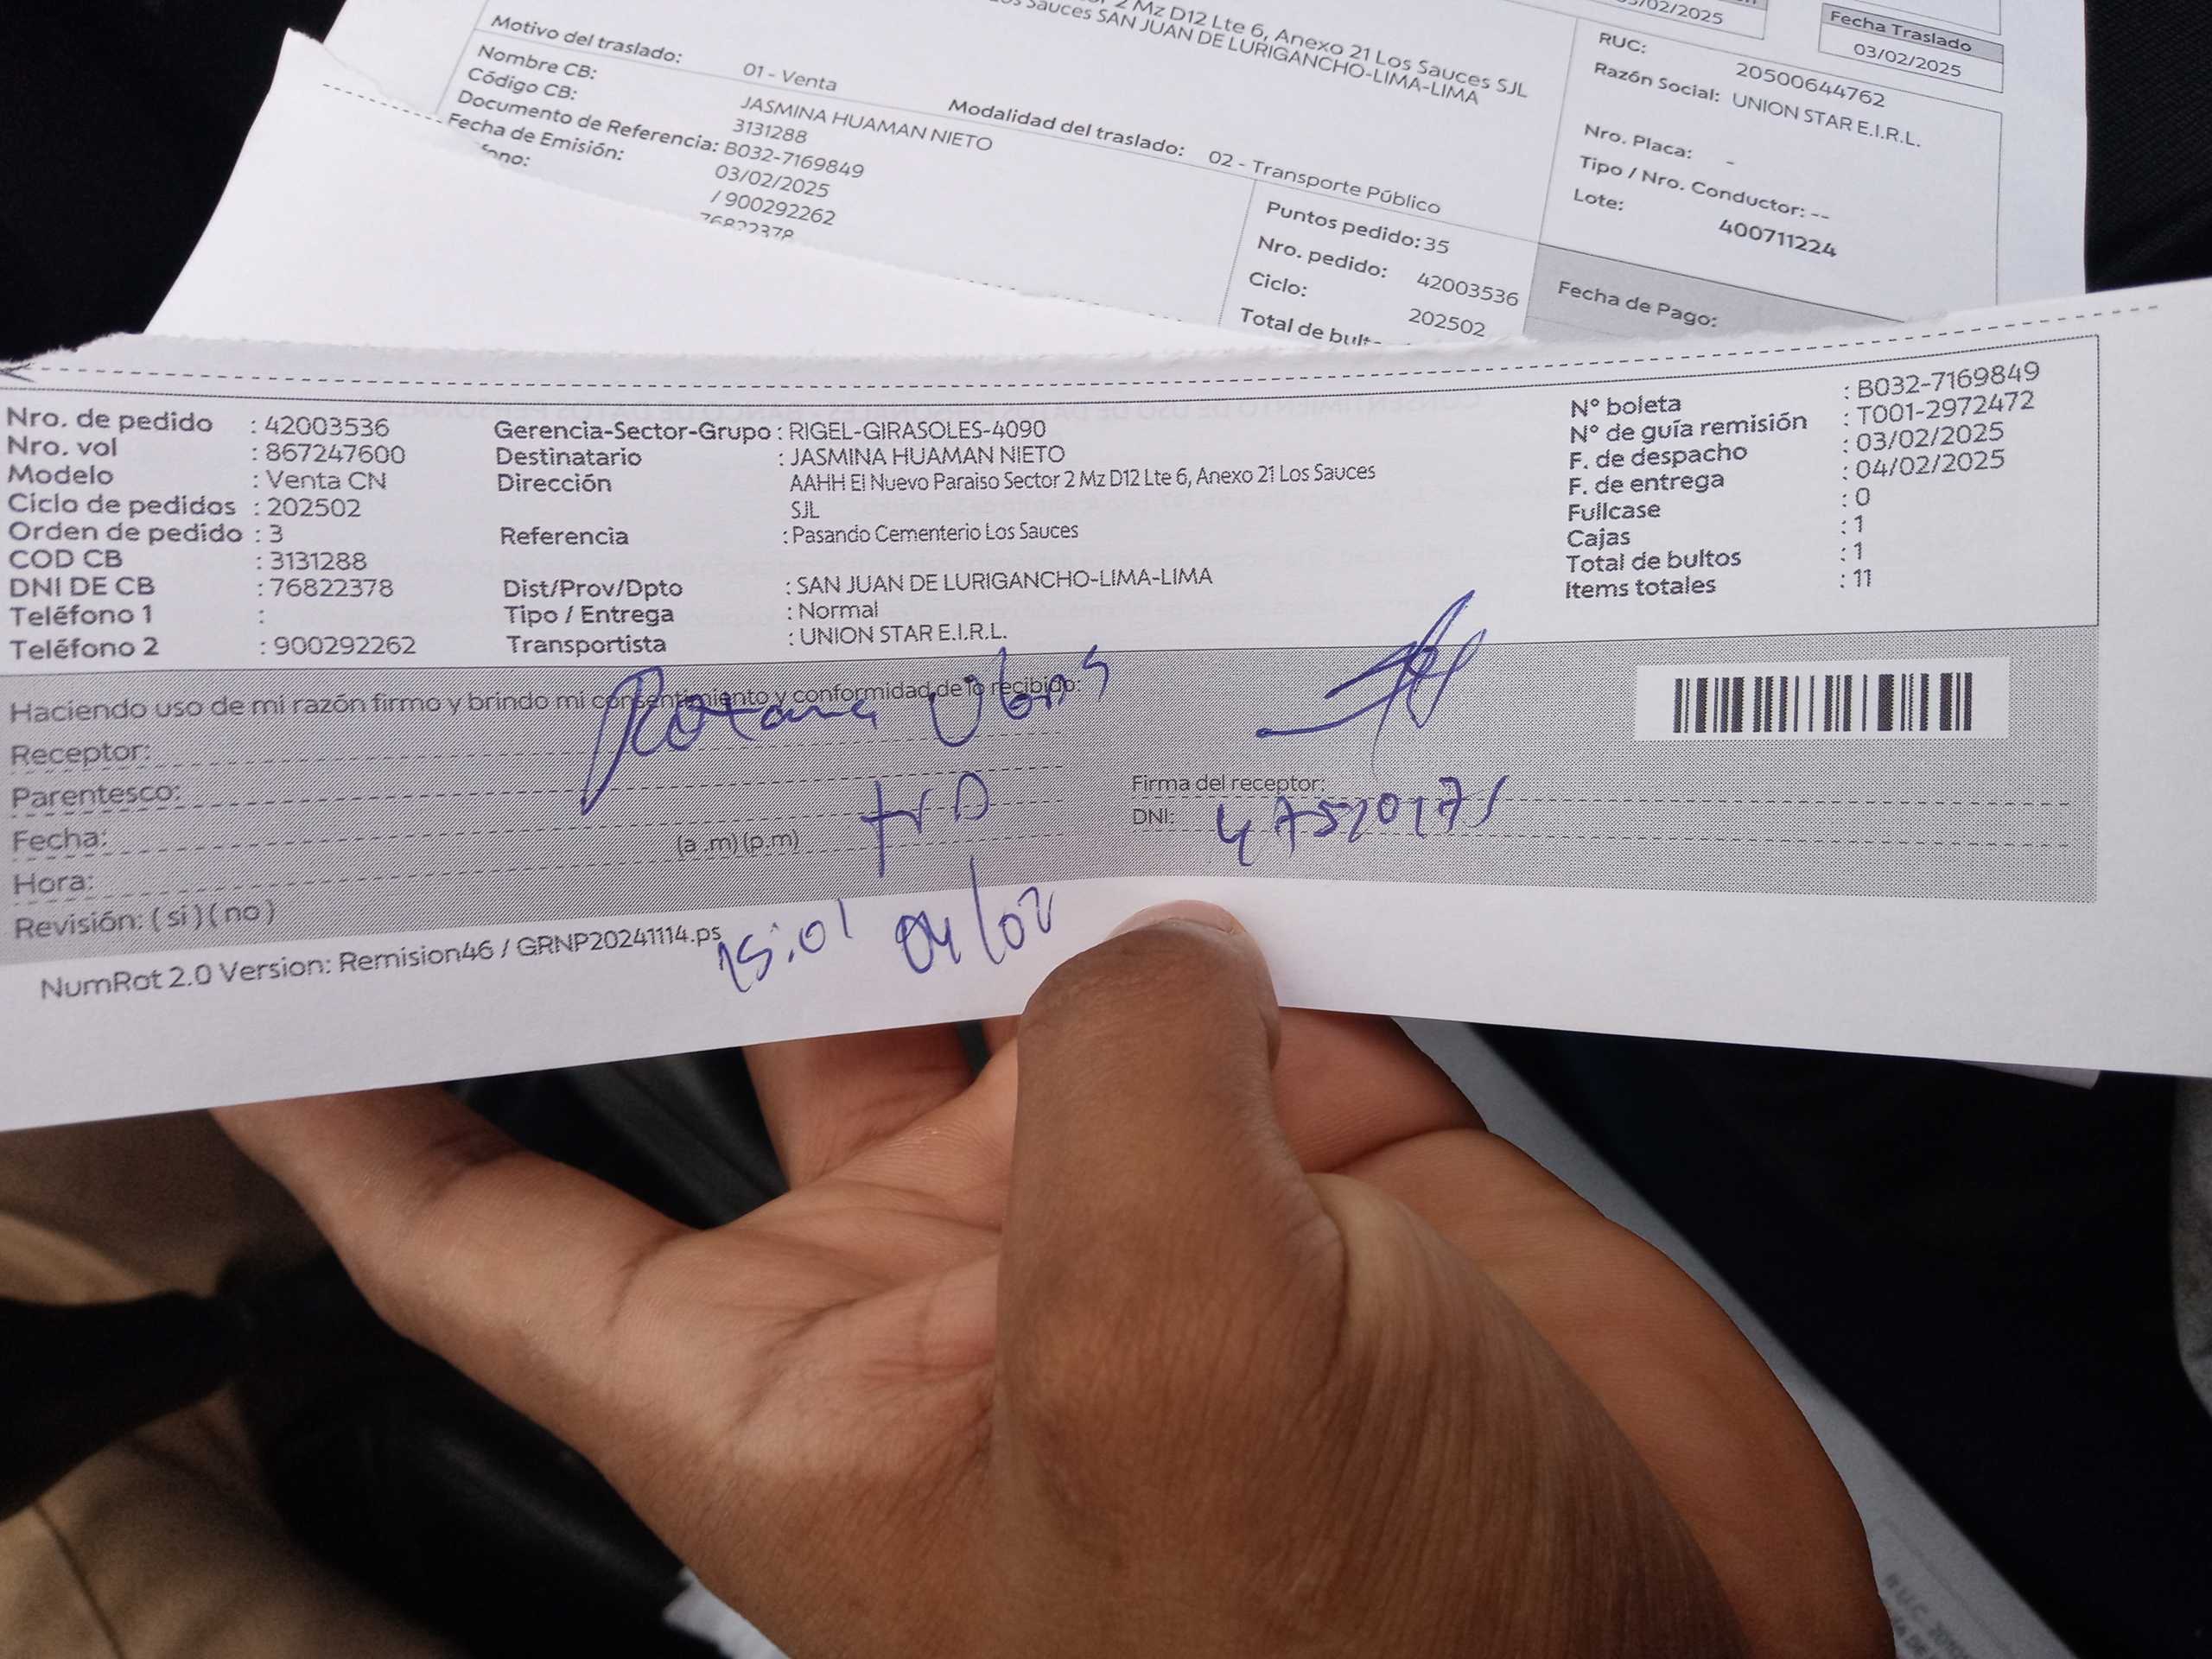 2 Mz D12 Lte 6, Anexo 21 Los Sauces SJL
Los Sauces SAN JUAN DE LURIGANCHO-LIMA-LIMA
/02/2025
Fecha Traslado
03/02/2025
Motivo del traslado: 01 - Venta Modalidad del traslado: 02 - Transporte Público
Nombre CB: JASMINA HUAMAN NIETO
Código CB: 3131288
Documento de Referencia: B032-7169849
Fecha de Emisión: 03/02/2025
fono: / 900292262
76822378
Puntos pedido: 35
Nro. pedido: 42003536
Ciclo: 202502
Total de bult
RUC: 20500644762
Razón Social: UNION STAR E.I.R.L.
Nro. Placa: -
Tipo / Nro. Conductor: --
Lote: 400711224
Fecha de Pago:
Nro. de pedido : 42003536
Nro. vol : 867247600
Modelo : Venta CN
Ciclo de pedidos : 202502
Orden de pedido : 3
COD CB : 3131288
DNI DE CB : 76822378
Teléfono 1 :
Teléfono 2 : 900292262
Gerencia-Sector-Grupo : RIGEL-GIRASOLES-4090
Destinatario : JASMINA HUAMAN NIETO
Dirección AAHH El Nuevo Paraiso Sector 2 Mz D12 Lte 6, Anexo 21 Los Sauces
SJL
Referencia : Pasando Cementerio Los Sauces
Dist/Prov/Dpto : SAN JUAN DE LURIGANCHO-LIMA-LIMA
Tipo / Entrega : Normal
Transportista : UNION STAR E.I.R.L.
N° boleta : B032-7169849
N° de guía remisión : T001-2972472
F. de despacho : 03/02/2025
F. de entrega : 04/02/2025
Fullcase : 0
Cajas : 1
Total de bultos : 1
Items totales : 11
Haciendo uso de mi razón firmo y brindo mi consentimiento y conformidad de lo recibido:
Receptor:
Parentesco:
Fecha:
(a .m) (p.m)
Hora:
Revisión: ( si ) ( no )
Firma del receptor:
DNI: 47520171
15:01 04/02
NumRot 2.0 Version: Remision46 / GRNP20241114.ps